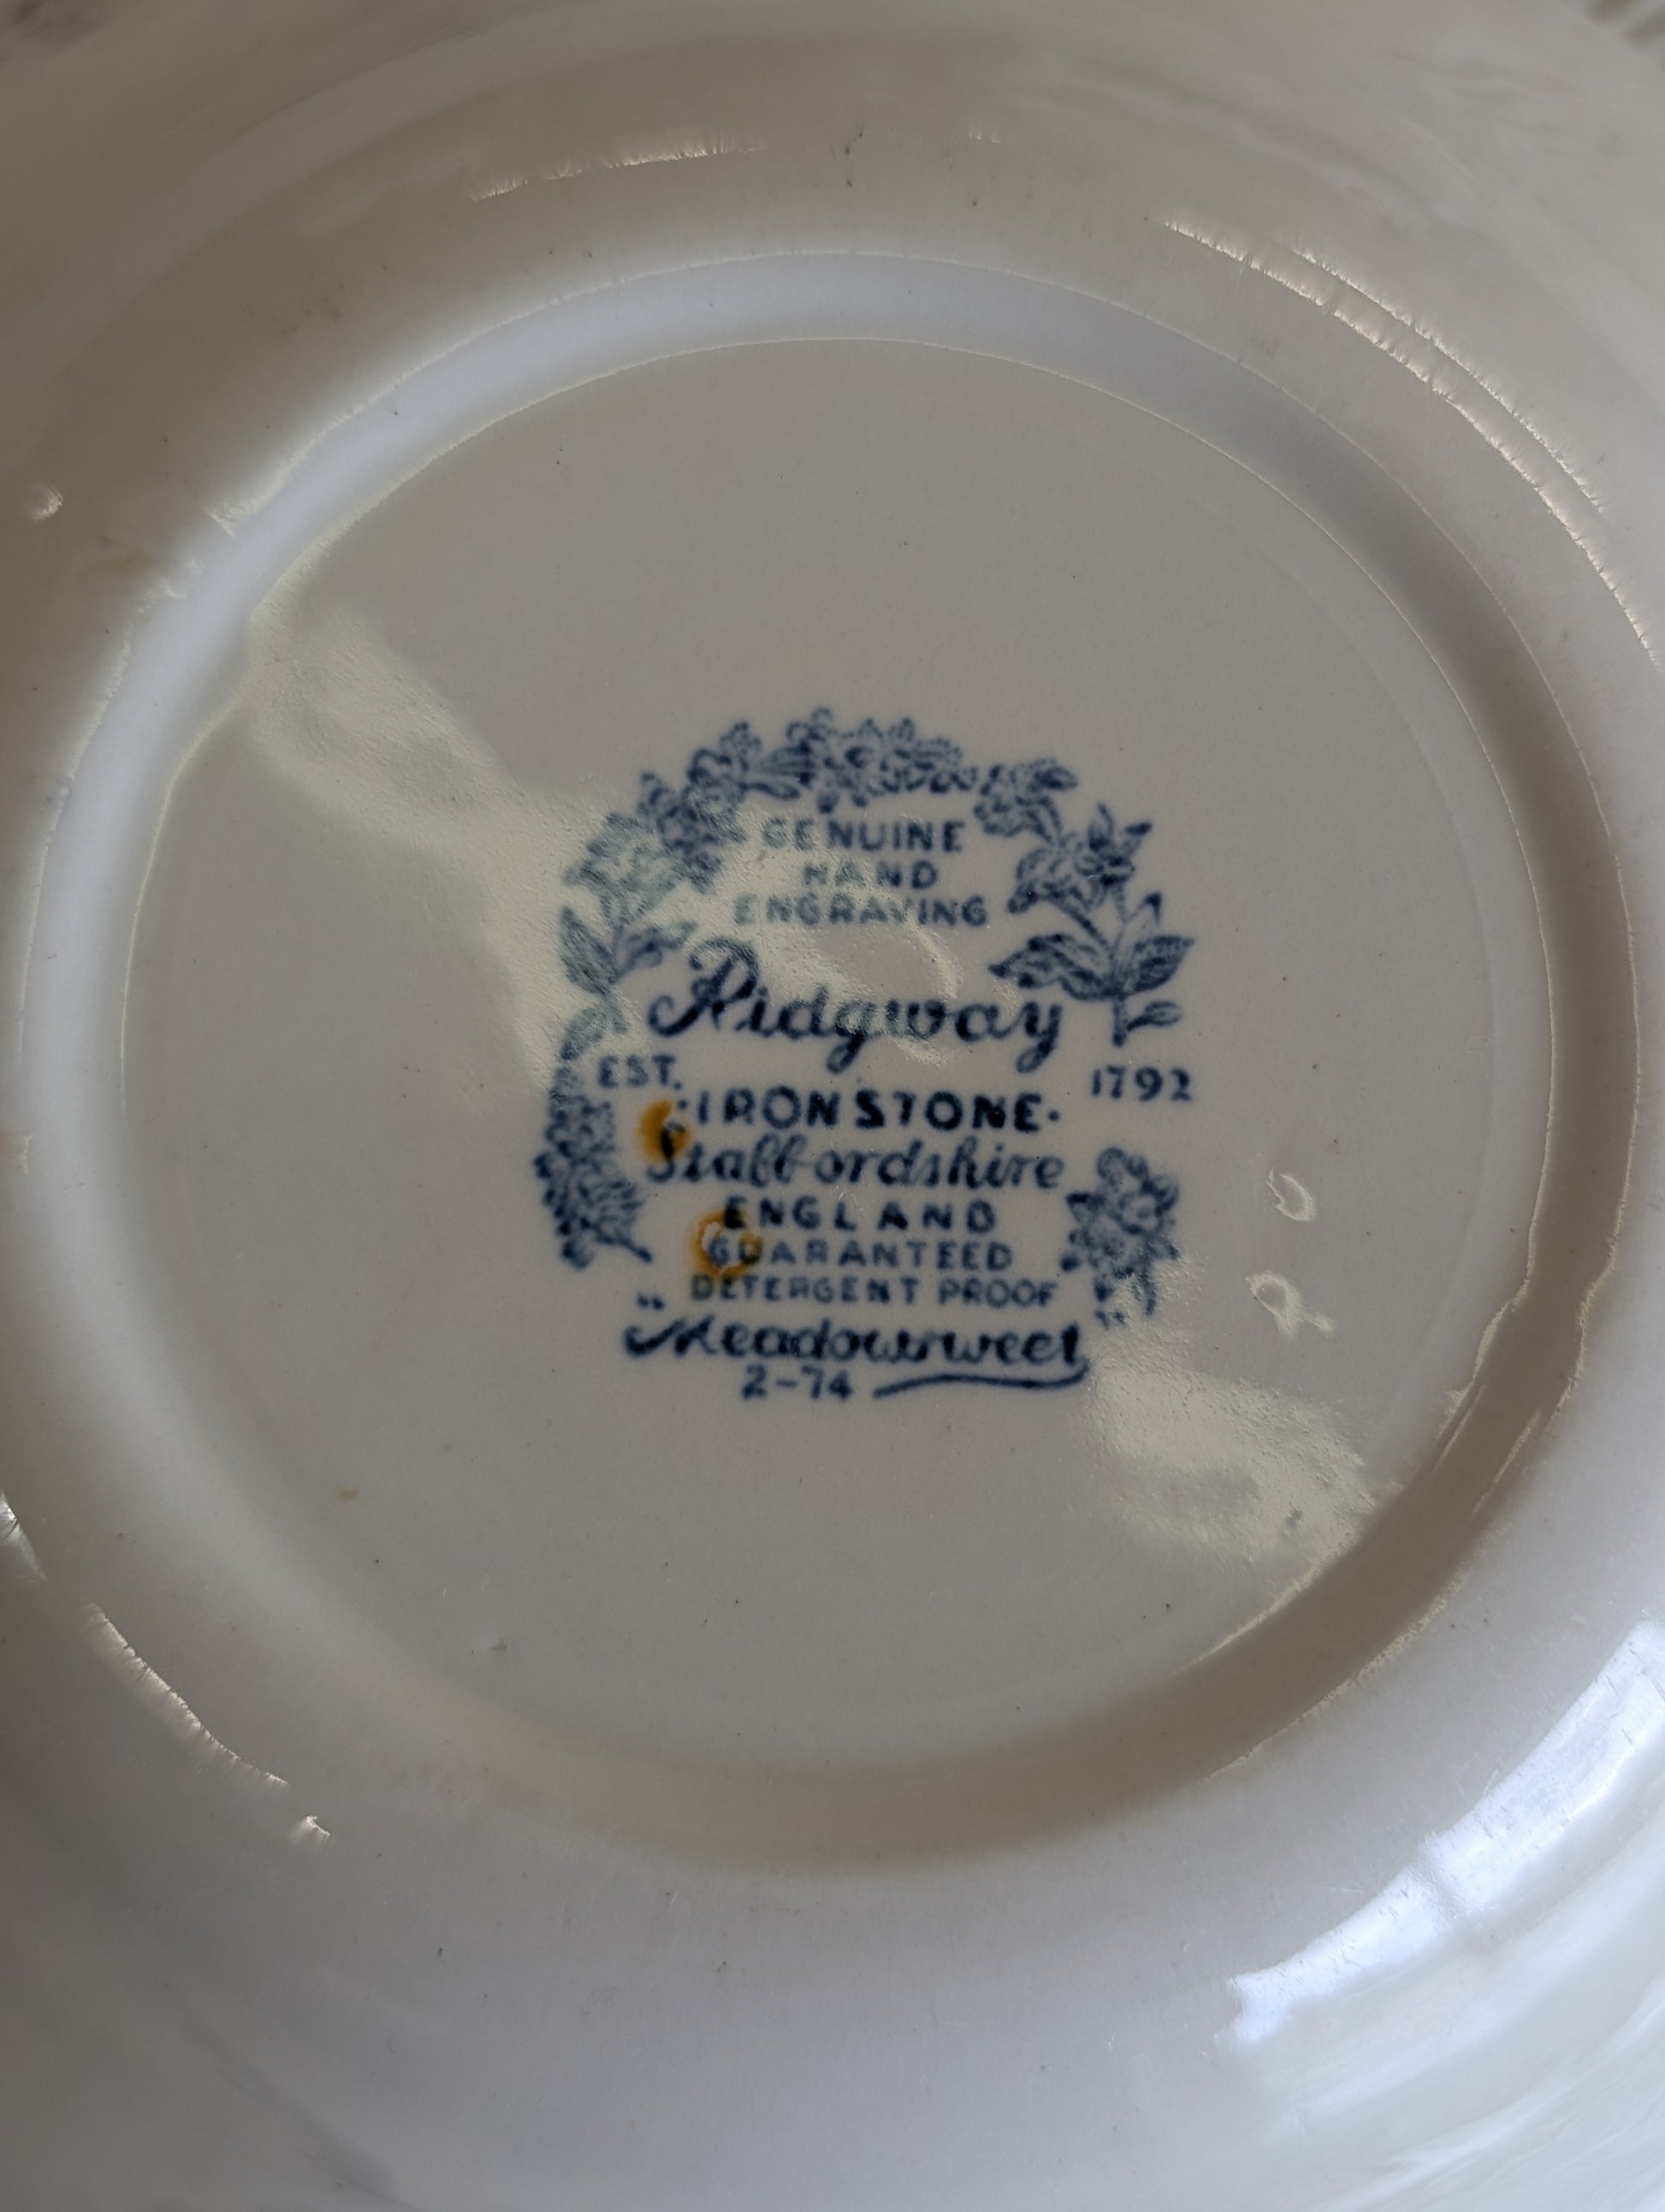 GENUINE
HAND
ENGRAVING
Ridgway
EST. 1792
·IRONSTONE·
Staffordshire
ENGLAND
GUARANTEED
DETERGENT PROOF
"Meadowsweet"
2-74